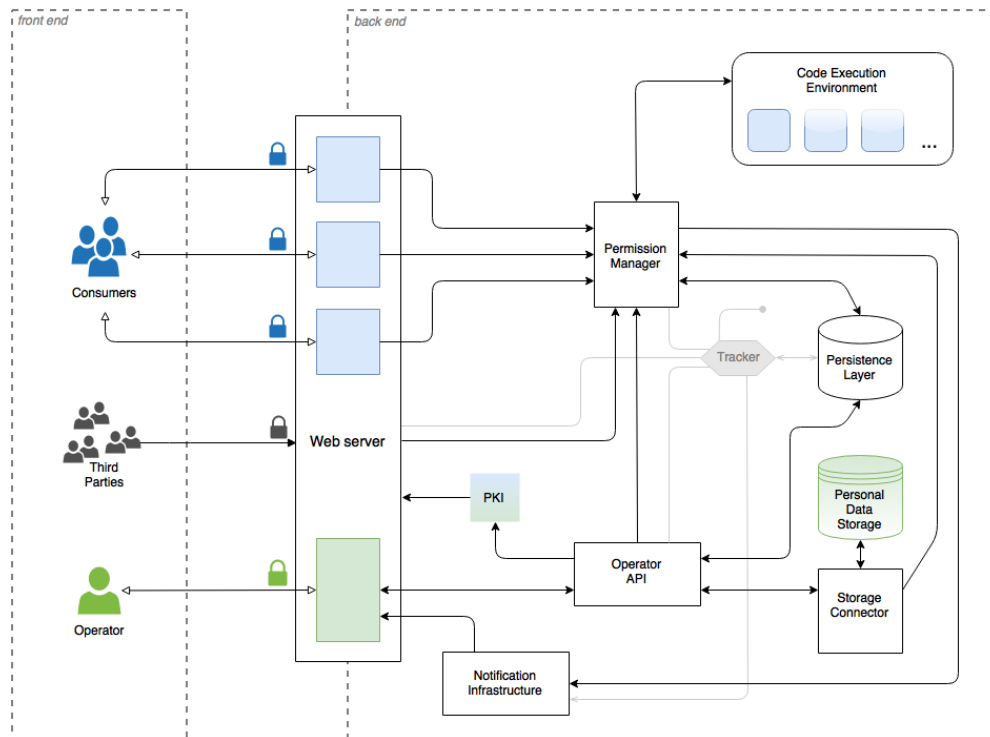 front end
back end
Code Execution
Environment
...
Permission
Manager
Consumers
Tracker
Persistence
Layer
Web server
Third
Parties
PKI
Personal
Data
Storage
Operator
API
Storage
Connector
Operator
Notification
Infrastructure